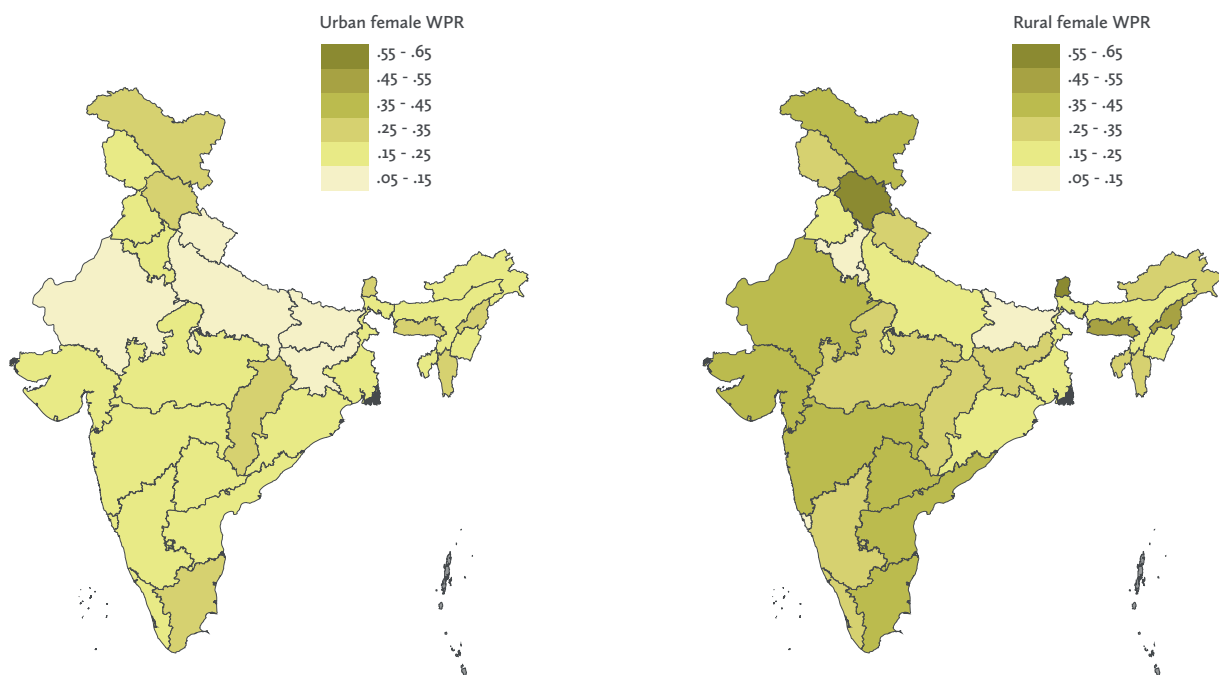 Urban female WPR
.55 - .65
.45 - .55
.35 - .45
.25 - .35
.15 - .25
.05 - .15
Rural female WPR
.55 - .65
.45 - .55
.35 - .45
.25 - .35
.15 - .25
.05 - .15